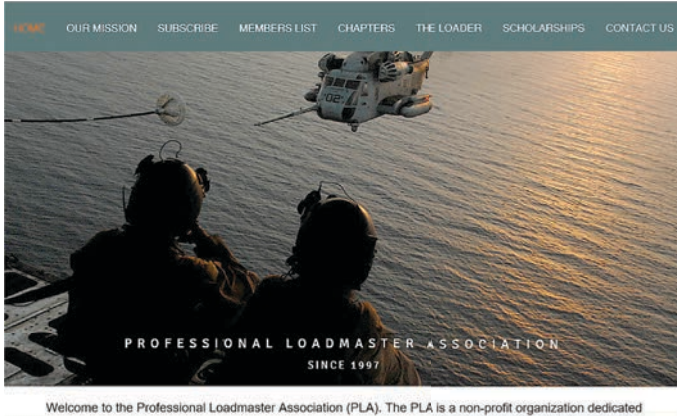 HOME OUR MISSION SUBSCRIBE MEMBERS LIST CHAPTERS THE LOADER SCHOLARSHIPS CONTACT US
02
PROFESSIONAL LOADMASTER ASSOCIATION
SINCE 1997
Welcome to the Professional Loadmaster Association (PLA). The PLA is a non-profit organization dedicated